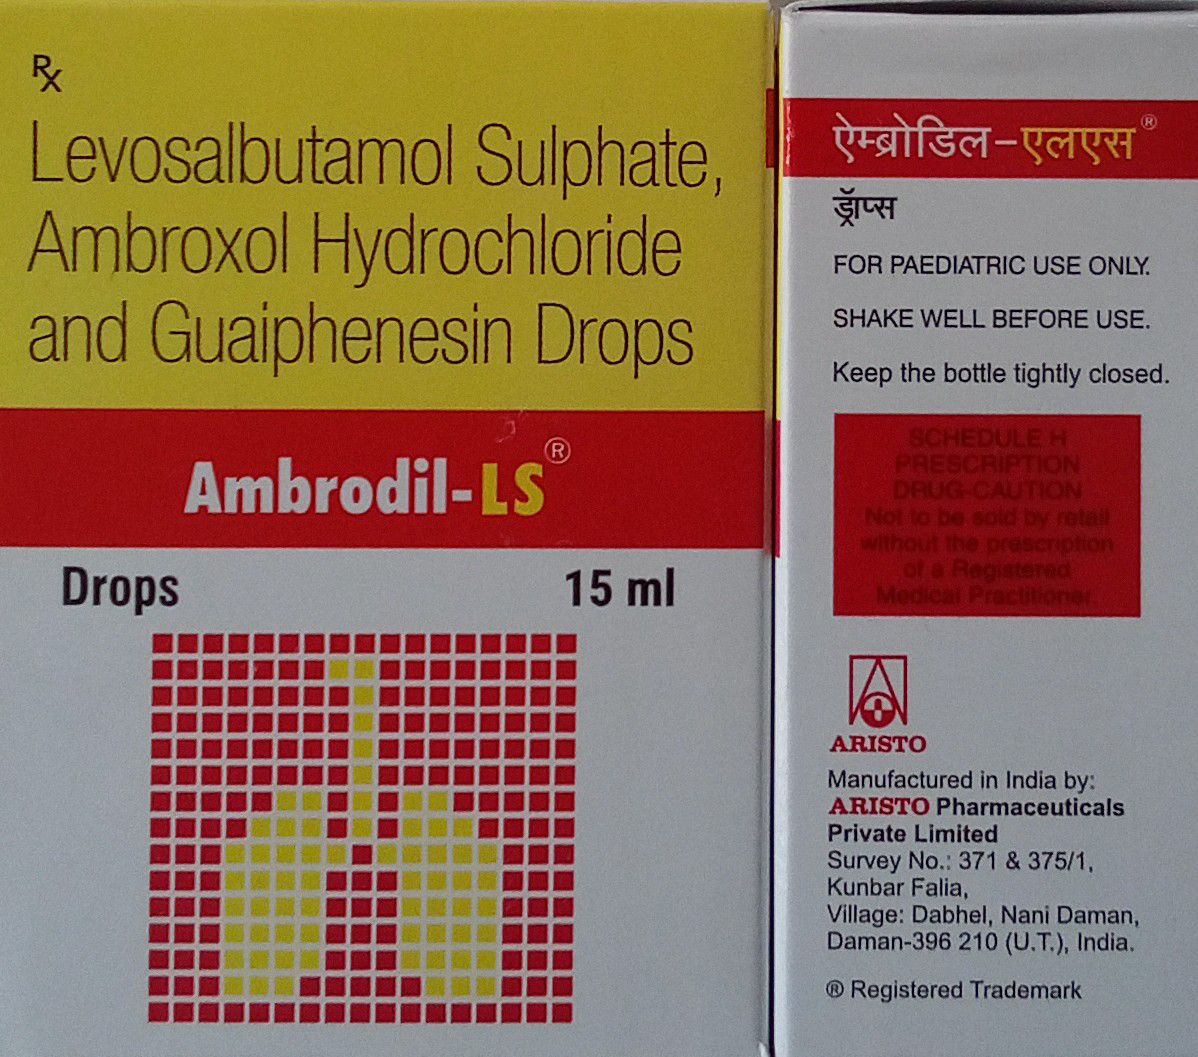 Rx
Levosalbutamol Sulphate,
Ambroxol Hydrochloride
and Guaiphenesin Drops
Ambrodil-LS®
Drops 15 ml
ऐम्ब्रोडिल-एलएस®
ड्रॉप्स
FOR PAEDIATRIC USE ONLY.
SHAKE WELL BEFORE USE.
Keep the bottle tightly closed.
SCHEDULE H
PRESCRIPTION
DRUG-CAUTION
Not to be sold by retail
without the prescription
of a Registered
Medical Practitioner.
ARISTO
Manufactured in India by:
ARISTO Pharmaceuticals
Private Limited
Survey No.: 371 & 375/1,
Kunbar Falia,
Village: Dabhel, Nani Daman,
Daman-396 210 (U.T.), India.
® Registered Trademark